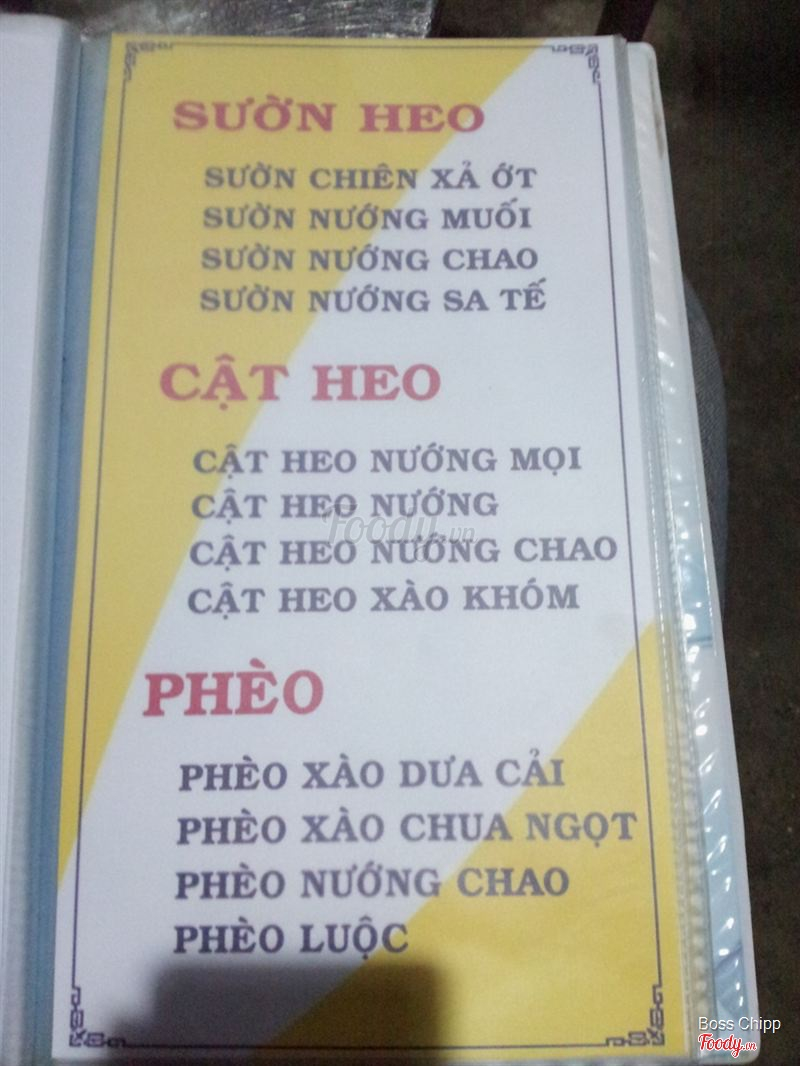 SƯỜN HEO
SƯỜN CHIÊN XẢ ỚT
SƯỜN NƯỚNG MUỐI
SƯỜN NƯỚNG CHAO
SƯỜN NƯỚNG SA TẾ
CẬT HEO
CẬT HEO NƯỚNG MỌI
CẬT HEO NƯỚNG
Foody.vn
CẬT HEO NƯỚNG CHAO
CẬT HEO XÀO KHÓM
PHÈO
PHÈO XÀO DƯA CẢI
PHÈO XÀO CHUA NGỌT
PHÈO NƯỚNG CHAO
PHÈO LUỘC
Boss Chipp
Foody.vn